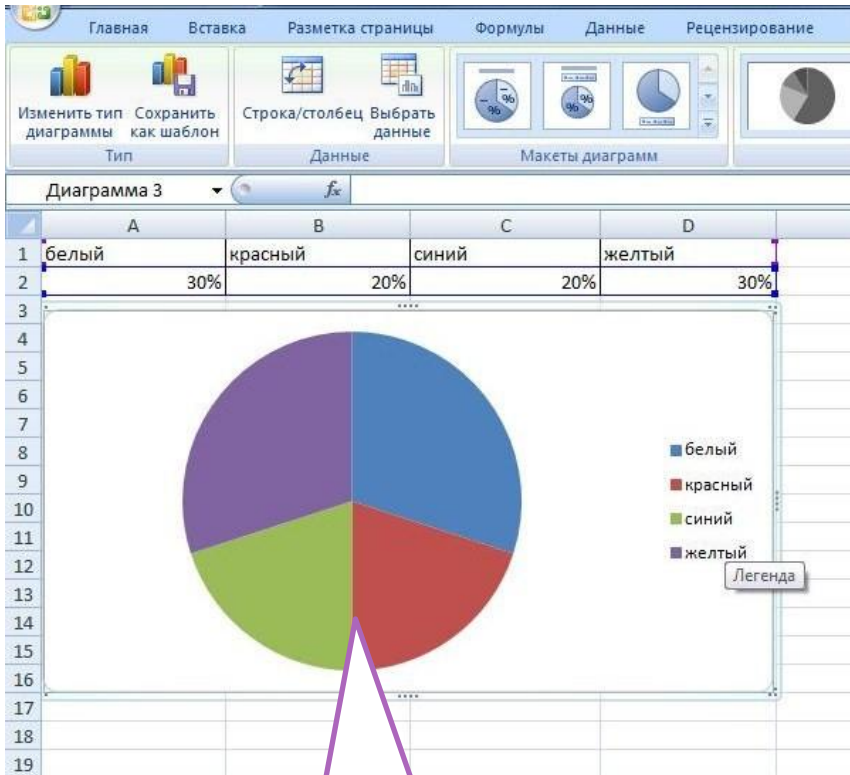 Главная Вставка Разметка страницы Формулы Данные Рецензирование
Изменить тип диаграммы Сохранить как шаблон Строка/столбец Выбрать данные
% % %
Тип Данные Макеты диаграмм
Диаграмма 3 fx
A B C D
1 белый красный синий желтый
2 30% 20% 20% 30%
3
4
5
6
7
8 белый
9 красный
10 синий
11 желтый
12 Легенда
13
14
15
16
17
18
19